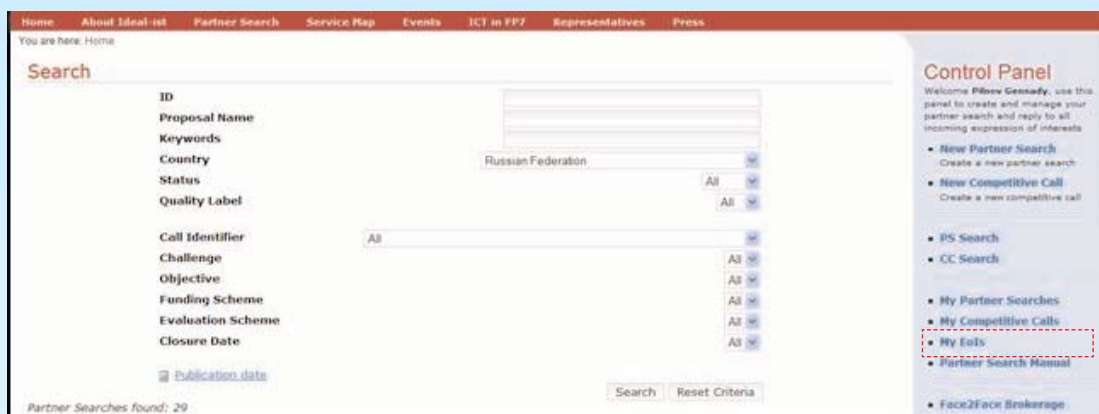 Home About Ideal-ist Partner Search Service Map Events ICT in FP7 Representatives Press
You are here: Home
Search
ID
Proposal Name
Keywords
Country Russian Federation
Status All
Quality Label All
Call Identifier All
Challenge All
Objective All
Funding Scheme All
Evaluation Scheme All
Closure Date All
Publication date
Search Reset Criteria
Partner Searches found: 29
Control Panel
Welcome Pilnov Gennady, use this
panel to create and manage your
partner search and reply to all
incoming expression of interests
New Partner Search
Create a new partner search
New Competitive Call
Create a new competitive call
PS Search
CC Search
My Partner Searches
My Competitive Calls
My EoIs
Partner Search Manual
Face2Face Brokerage